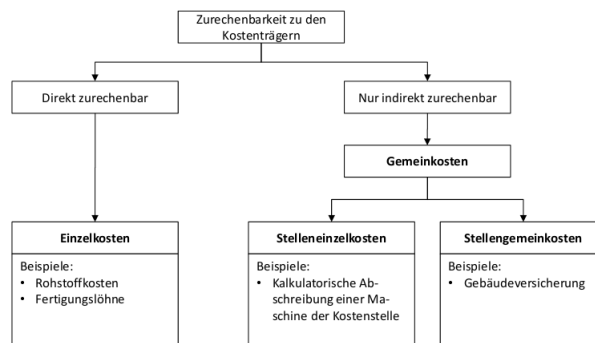 Zurechenbarkeit zu den
Kostenträgern
Direkt zurechenbar
Nur indirekt zurechenbar
Gemeinkosten
Einzelkosten
Beispiele:
• Rohstoffkosten
• Fertigungslöhne
Stelleneinzelkosten
Beispiele:
• Kalkulatorische Ab-
schreibung einer Ma-
schine der Kostenstelle
Stellengemeinkosten
Beispiele:
• Gebäudeversicherung